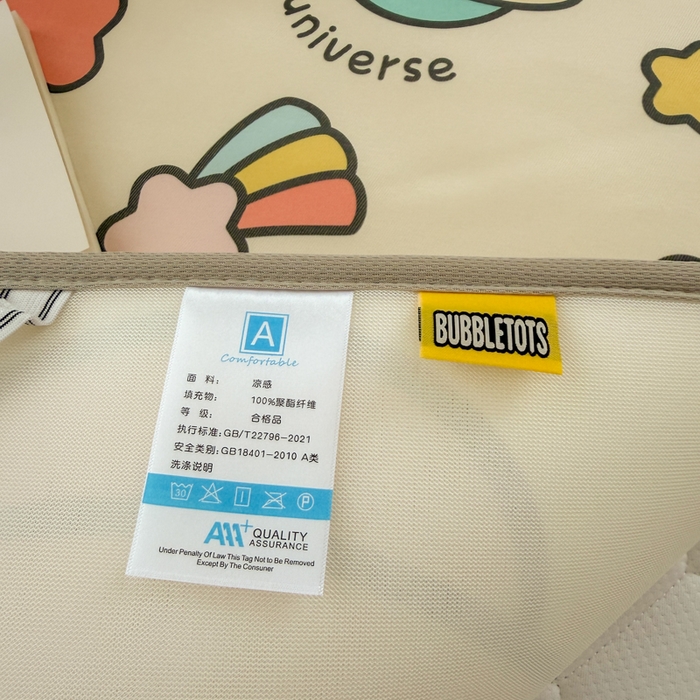 universe
A
Comfortable
BUBBLETOTS
面 料: 凉感
填充物: 100%聚酯纤维
等 级: 合格品
执行标准:GB/T22796-2021
安全类别:GB18401-2010 A类
洗涤说明
30
P
AAA+ QUALITY
ASSURANCE
Under Penalty Of Law This Tag Not to Be Removed
Except By The Consuner